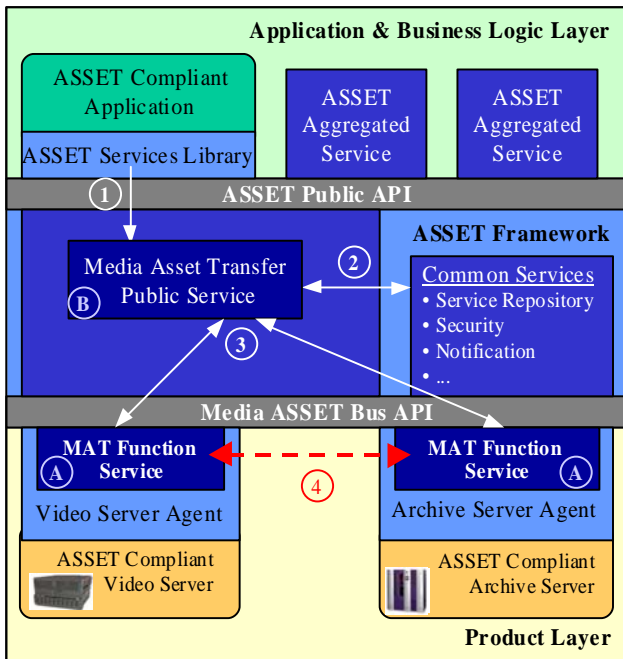 Application & Business Logic Layer
ASSET Compliant
Application
ASSET Services Library
ASSET
Aggregated
Service
ASSET
Aggregated
Service
1
ASSET Public API
ASSET Framework
Media Asset Transfer
Public Service
B
2
Common Services
• Service Repository
• Security
• Notification
• ...
3
Media ASSET Bus API
MAT Function
Service
A
4
MAT Function
Service
A
Video Server Agent
Archive Server Agent
ASSET Compliant
Video Server
ASSET Compliant
Archive Server
Product Layer